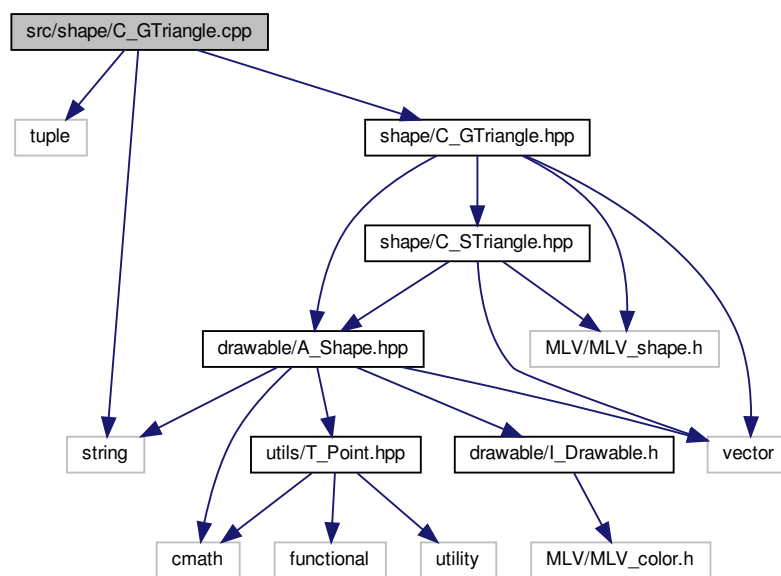 src/shape/C_GTriangle.cpp
tuple
shape/C_GTriangle.hpp
shape/C_STriangle.hpp
drawable/A_Shape.hpp
MLV/MLV_shape.h
string
utils/T_Point.hpp
drawable/I_Drawable.h
vector
cmath
functional
utility
MLV/MLV_color.h